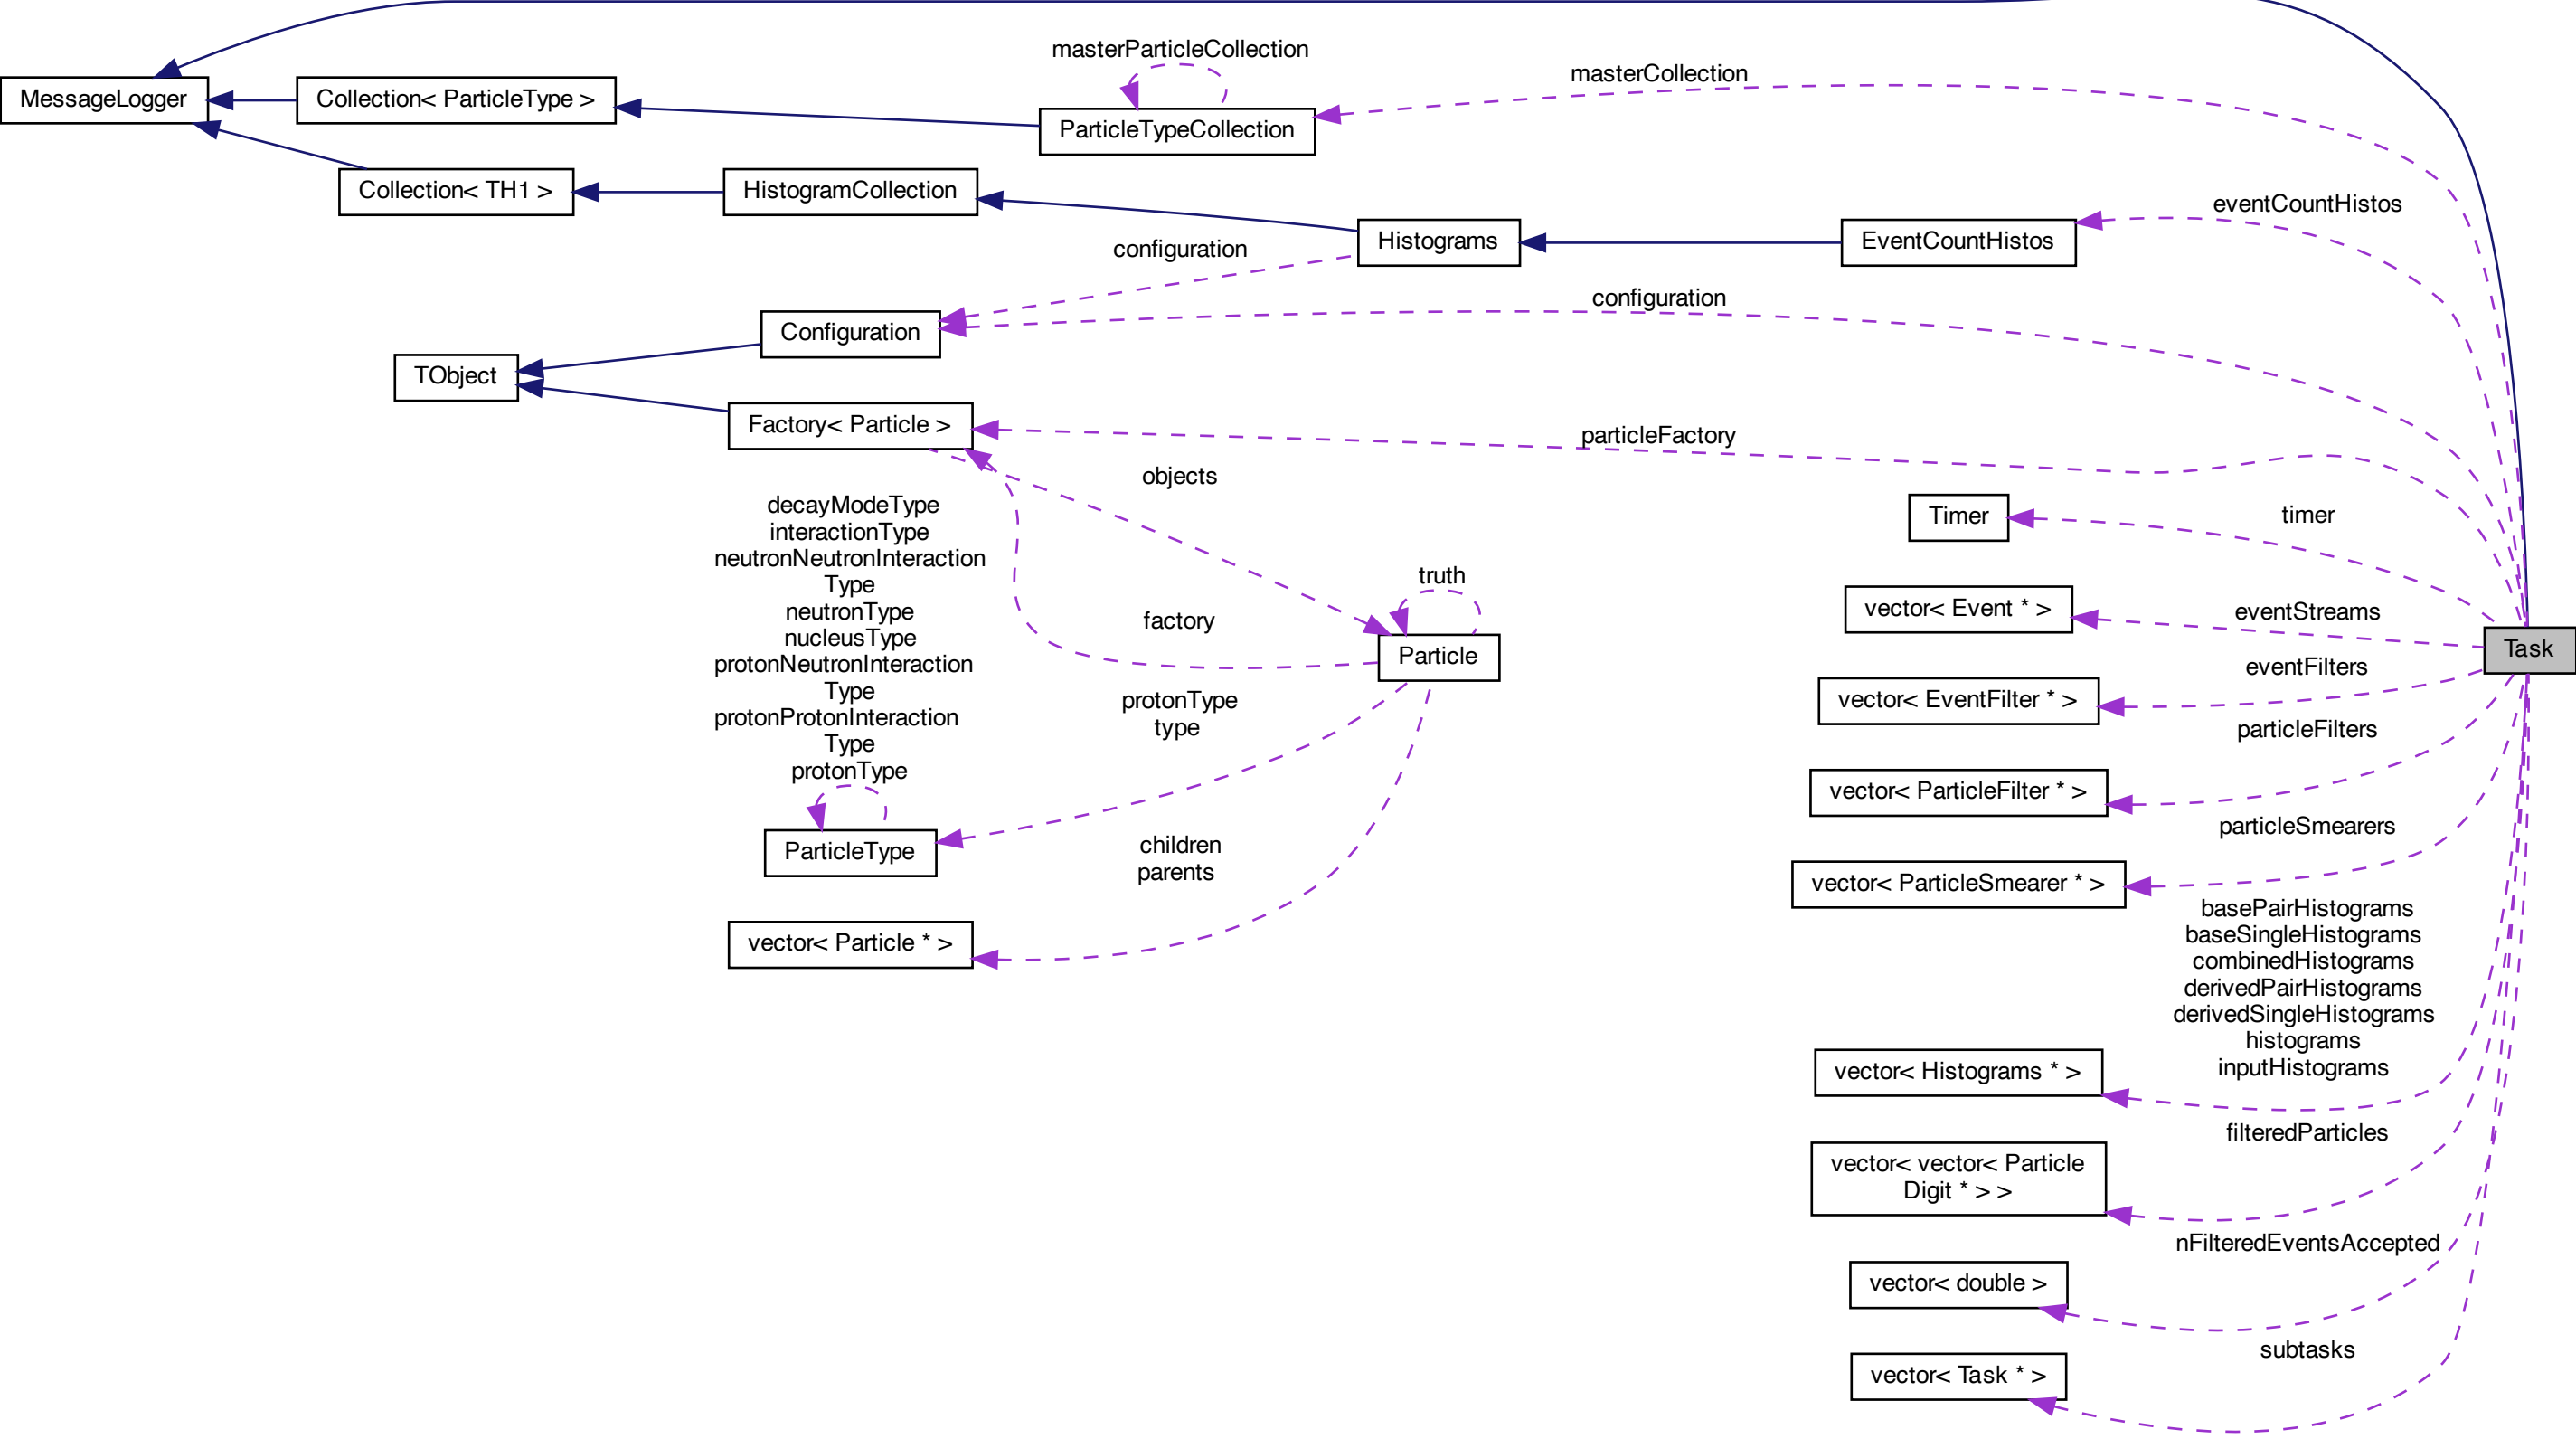 masterParticleCollection
masterCollection
MessageLogger
Collection< ParticleType >
ParticleTypeCollection
Collection< TH1 >
HistogramCollection
eventCountHistos
Histograms
EventCountHistos
configuration
configuration
Configuration
TObject
Factory< Particle >
particleFactory
objects
decayModeType
interactionType
neutronNeutronInteraction
Type
neutronType
nucleusType
protonNeutronInteraction
Type
protonProtonInteraction
Type
protonType
Timer
timer
truth
vector< Event * >
eventStreams
factory
Particle
Task
eventFilters
vector< EventFilter * >
protonType
type
particleFilters
vector< ParticleFilter * >
particleSmearers
ParticleType
children
parents
vector< ParticleSmearer * >
vector< Particle * >
basePairHistograms
baseSingleHistograms
combinedHistograms
derivedPairHistograms
derivedSingleHistograms
histograms
inputHistograms
vector< Histograms * >
filteredParticles
vector< vector< Particle
Digit * > >
nFilteredEventsAccepted
vector< double >
subtasks
vector< Task * >